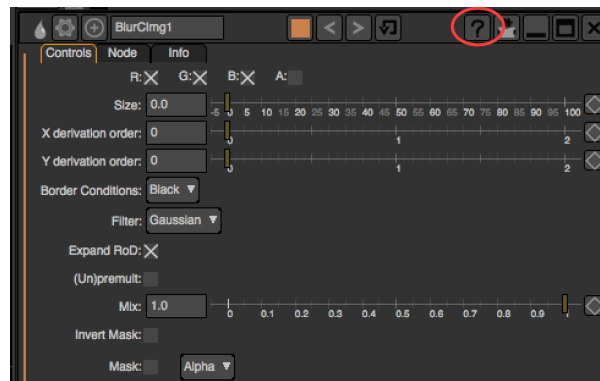 BlurCImg1 < > ?
Controls Node Info
R: G: B: A:
Size: 0.0 -5 0 5 10 15 20 25 30 35 40 45 50 55 60 65 70 75 80 85 90 95 100
X derivation order: 0 0 1 2
Y derivation order: 0 0 1 2
Border Conditions: Black
Filter: Gaussian
Expand RoD:
(Un)premult:
Mix: 1.0 0 0.1 0.2 0.3 0.4 0.5 0.6 0.7 0.8 0.9 1
Invert Mask:
Mask: Alpha